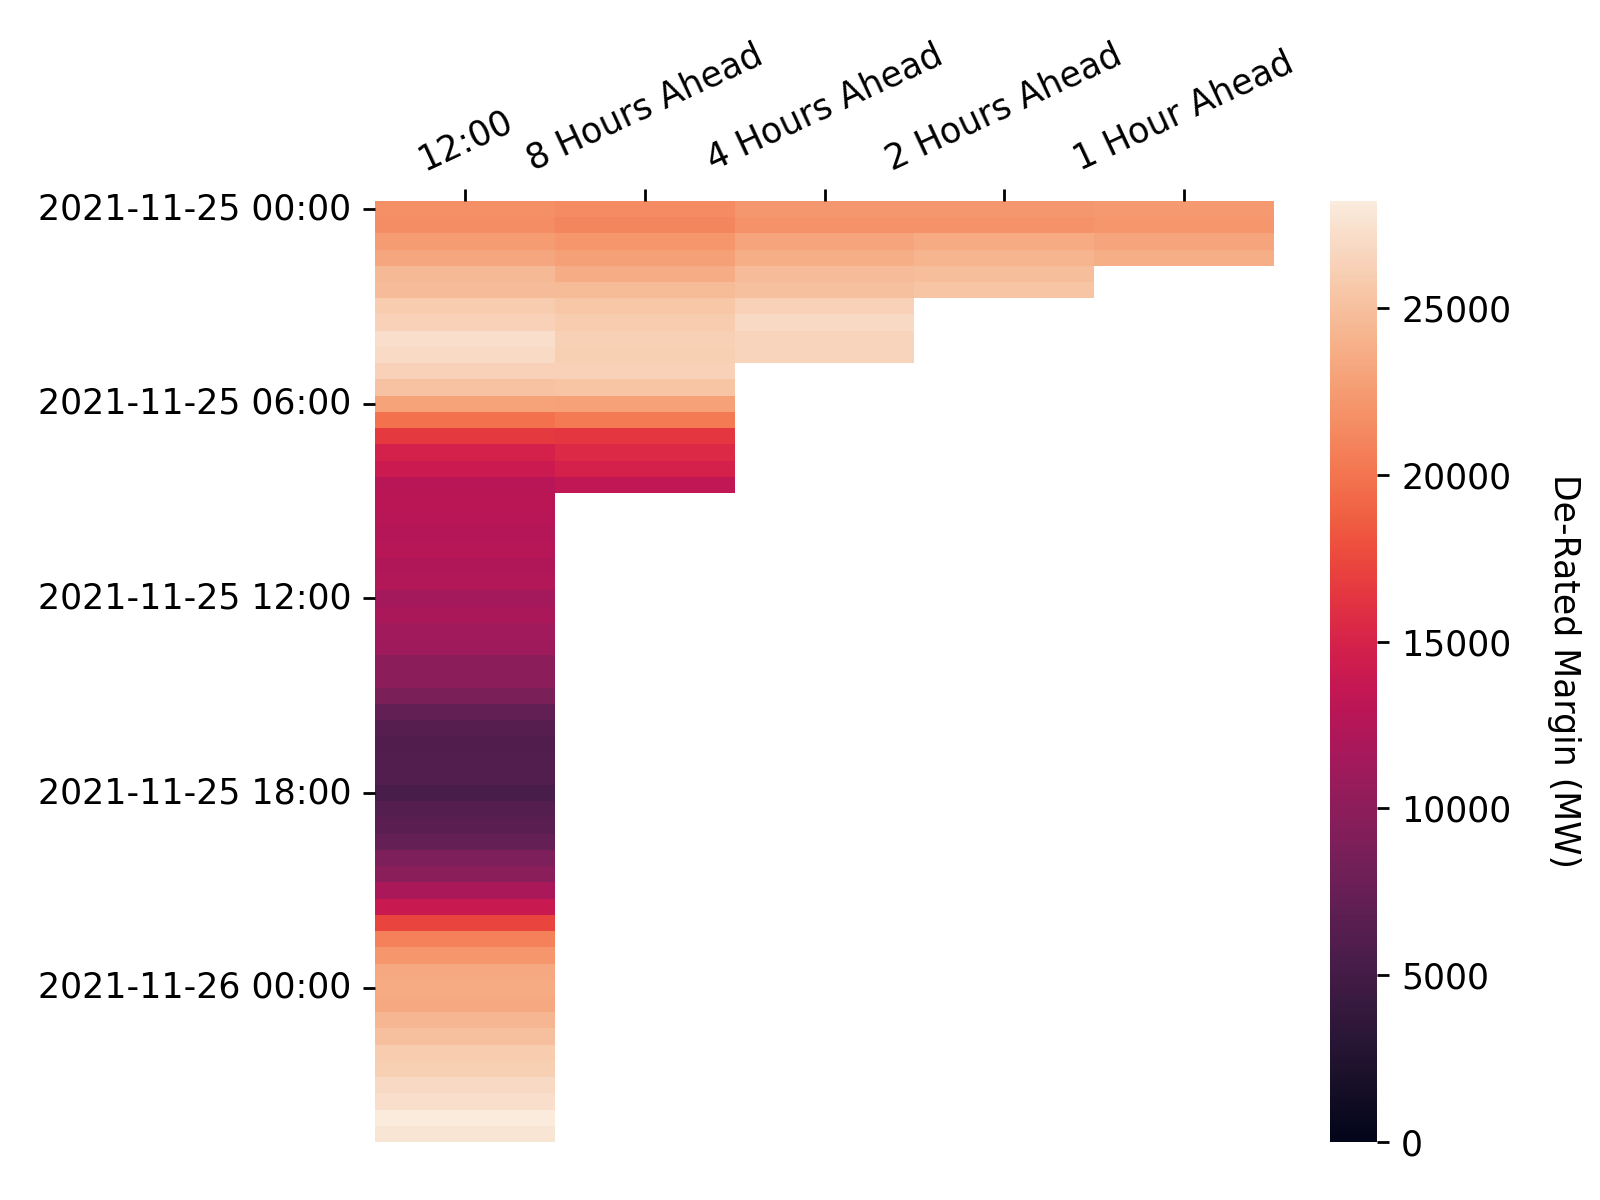 12:00
8 Hours Ahead
4 Hours Ahead
2 Hours Ahead
1 Hour Ahead
2021-11-25 00:00
2021-11-25 06:00
2021-11-25 12:00
2021-11-25 18:00
2021-11-26 00:00
25000
20000
15000
10000
5000
0
De-Rated Margin (MW)